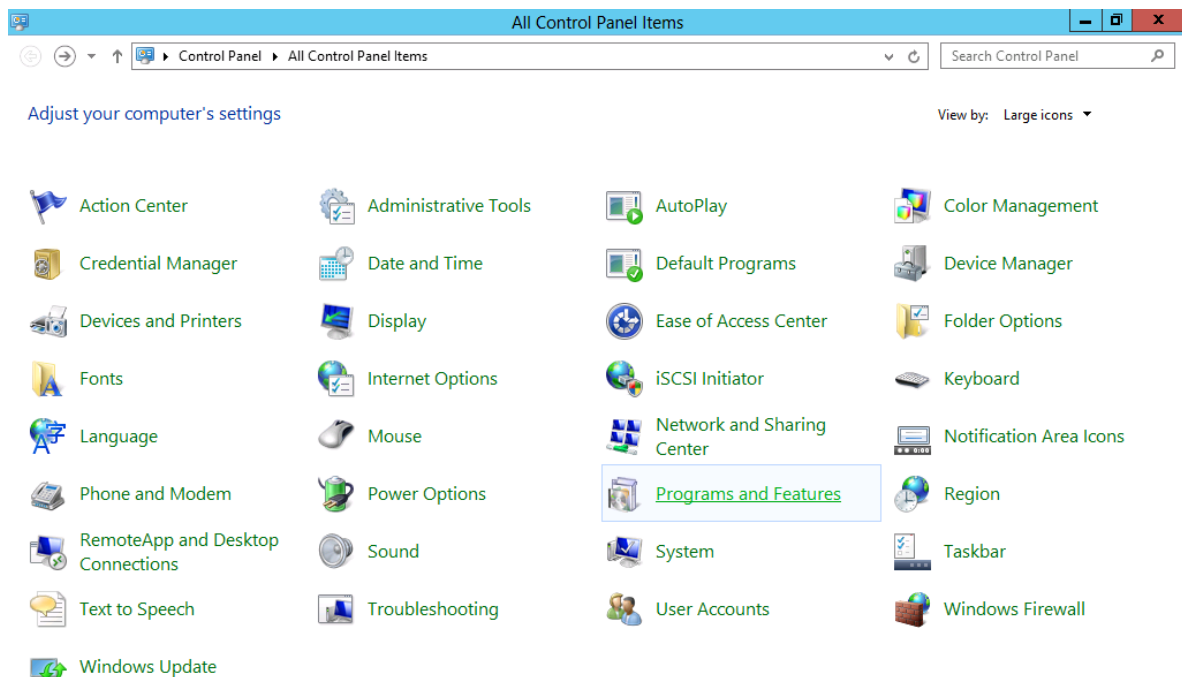 All Control Panel Items
Control Panel All Control Panel Items
Search Control Panel
Adjust your computer's settings
View by: Large icons
Action Center
Administrative Tools
AutoPlay
Color Management
Credential Manager
Date and Time
Default Programs
Device Manager
Devices and Printers
Display
Ease of Access Center
Folder Options
Fonts
Internet Options
iSCSI Initiator
Keyboard
Language
Mouse
Network and Sharing
Center
Notification Area Icons
Phone and Modem
Power Options
Programs and Features
Region
RemoteApp and Desktop
Connections
Sound
System
Taskbar
Text to Speech
Troubleshooting
User Accounts
Windows Firewall
Windows Update